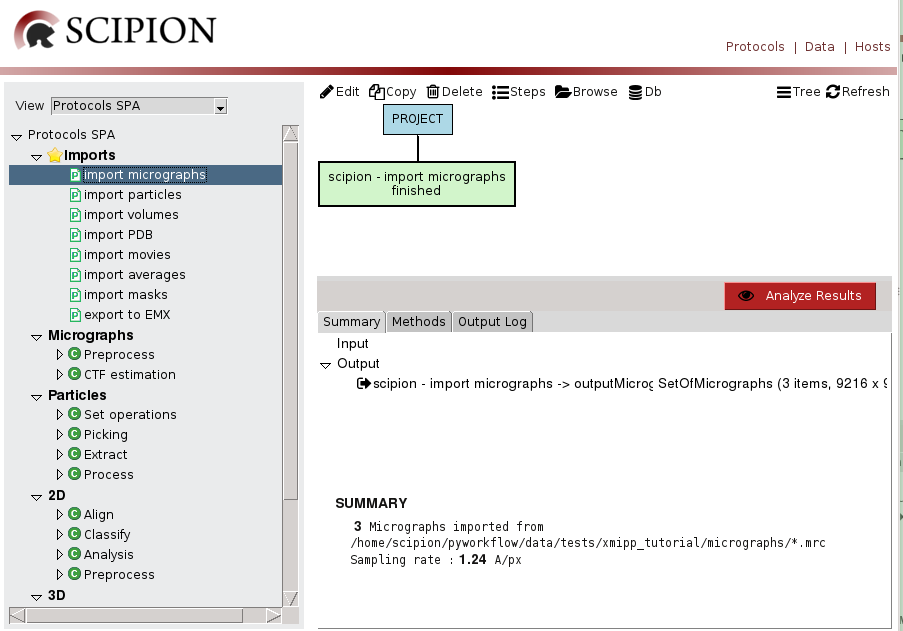 SCIPION
Protocols | Data | Hosts
View Protocols SPA
Protocols SPA
Imports
import micrographs
import particles
import volumes
import PDB
import movies
import averages
import masks
export to EMX
Micrographs
Preprocess
CTF estimation
Particles
Set operations
Picking
Extract
Process
2D
Align
Classify
Analysis
Preprocess
3D
Edit Copy Delete Steps Browse Db Tree Refresh
PROJECT
scipion - import micrographs
finished
Analyze Results
Summary Methods Output Log
Input
Output
scipion - import micrographs -> outputMicrog SetOfMicrographs (3 items, 9216 x 9
SUMMARY
3 Micrographs imported from
/home/scipion/pyworkflow/data/tests/xmipp_tutorial/micrographs/*.mrc
Sampling rate : 1.24 A/px